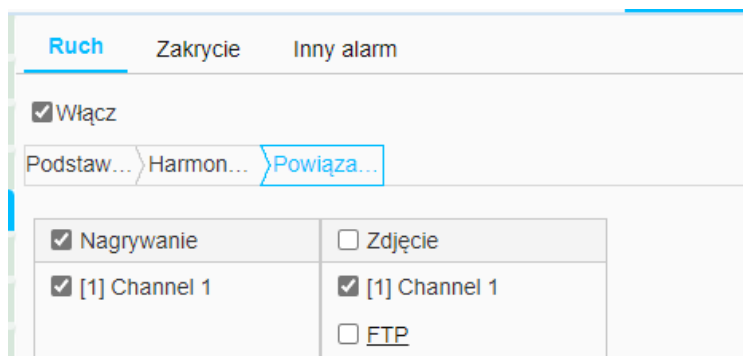 Ruch Zakrycie Inny alarm
Włącz
Podstaw... Harmon... Powiąza...
Nagrywanie Zdjęcie
[1] Channel 1 [1] Channel 1
FTP